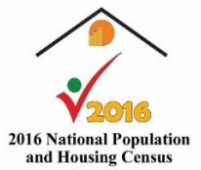 2016
2016 National Population
and Housing Census